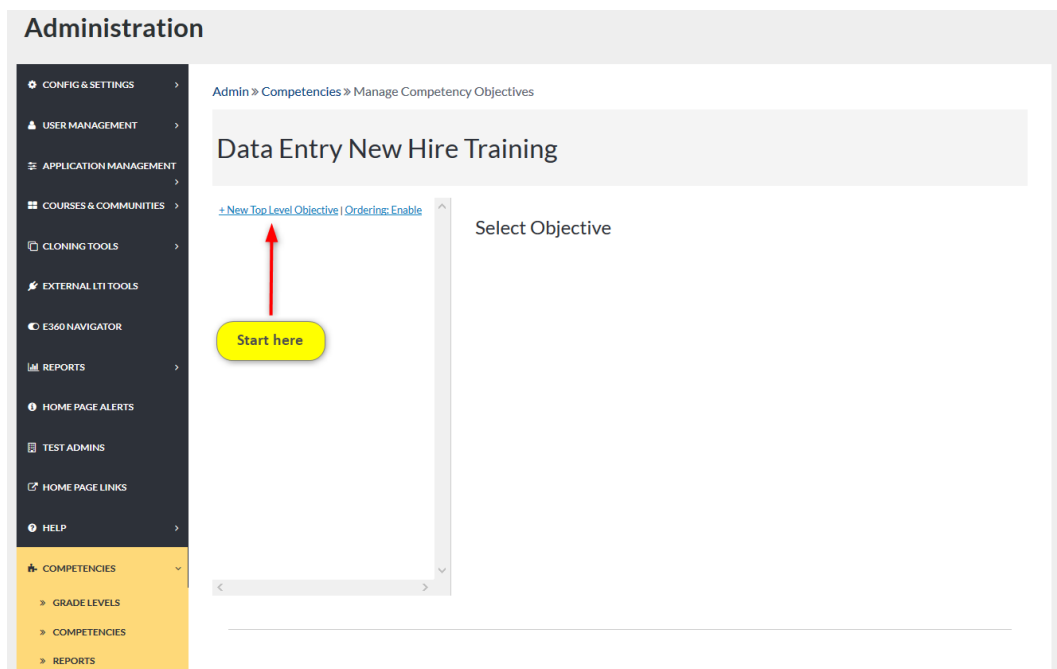 Administration
CONFIG & SETTINGS
USER MANAGEMENT
APPLICATION MANAGEMENT
COURSES & COMMUNITIES
CLONING TOOLS
EXTERNAL LTI TOOLS
E360 NAVIGATOR
REPORTS
HOME PAGE ALERTS
TEST ADMINS
HOME PAGE LINKS
HELP
COMPETENCIES
» GRADE LEVELS
» COMPETENCIES
» REPORTS
Admin » Competencies » Manage Competency Objectives
Data Entry New Hire Training
+ New Top Level Objective | Ordering: Enable
Start here
Select Objective